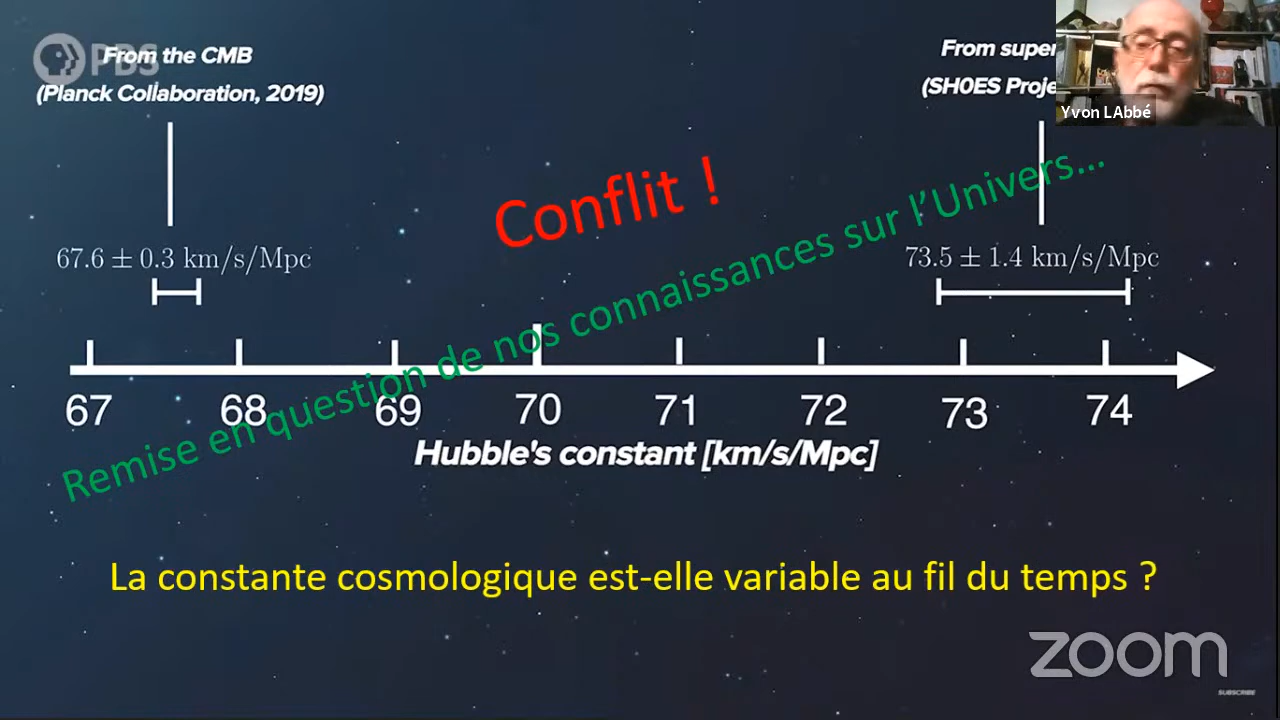 PBS
From the CMB
(Planck Collaboration, 2019)
From super
(SH0ES Proje
Yvon LAbbé
Conflit !
Remise en question de nos connaissances sur l'Univers...
67.6 ± 0.3 km/s/Mpc
73.5 ± 1.4 km/s/Mpc
67 68 69 70 71 72 73 74
Hubble's constant [km/s/Mpc]
La constante cosmologique est-elle variable au fil du temps ?
zoom
SUBSCRIBE